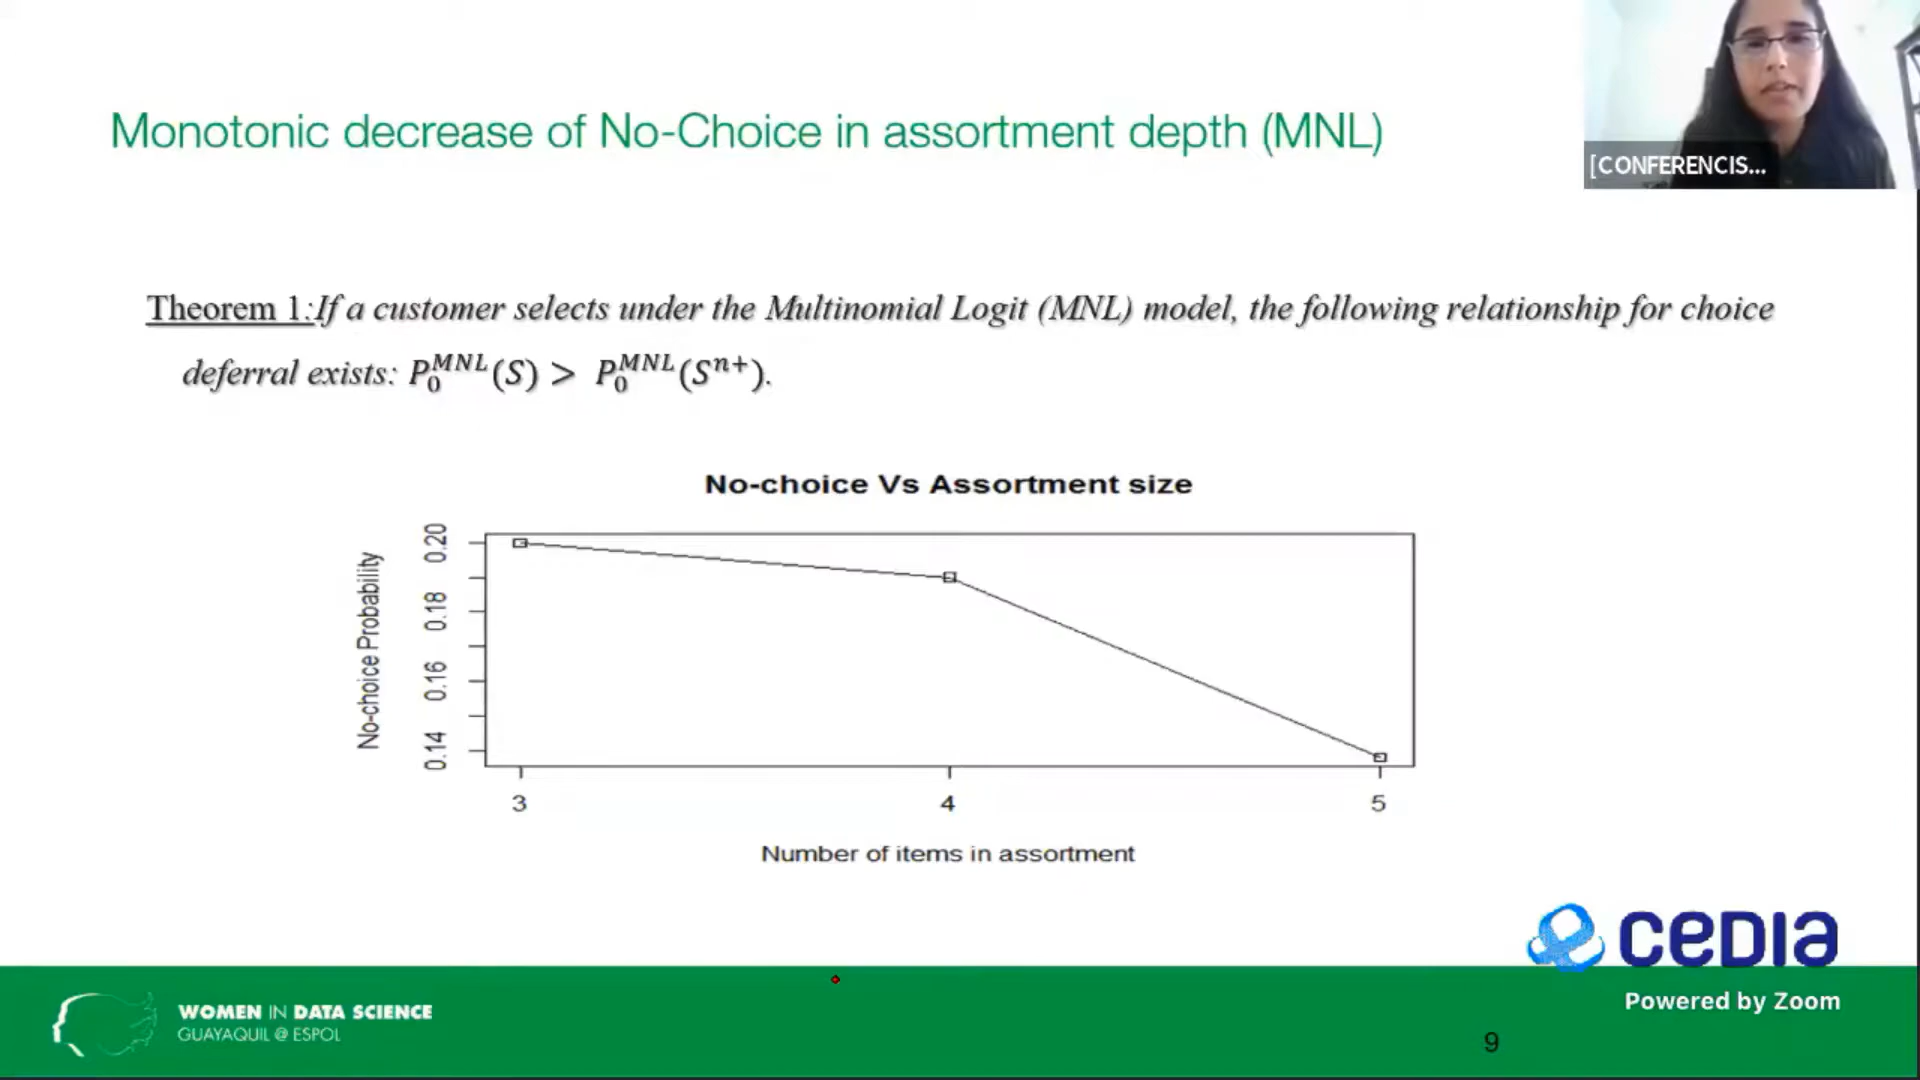 Monotonic decrease of No-Choice in assortment depth (MNL)
[CONFERENCIS...
Theorem 1:If a customer selects under the Multinomial Logit (MNL) model, the following relationship for choice
deferral exists: P₀ᴹᴺᴸ(S) > P₀ᴹᴺᴸ(Sⁿ⁺).
No-choice Vs Assortment size
No-choice Probability
0.20
0.18
0.16
0.14
3 4 5
Number of items in assortment
CEDIA
Powered by Zoom
WOMEN IN DATA SCIENCE
GUAYAQUIL @ ESPOL
9